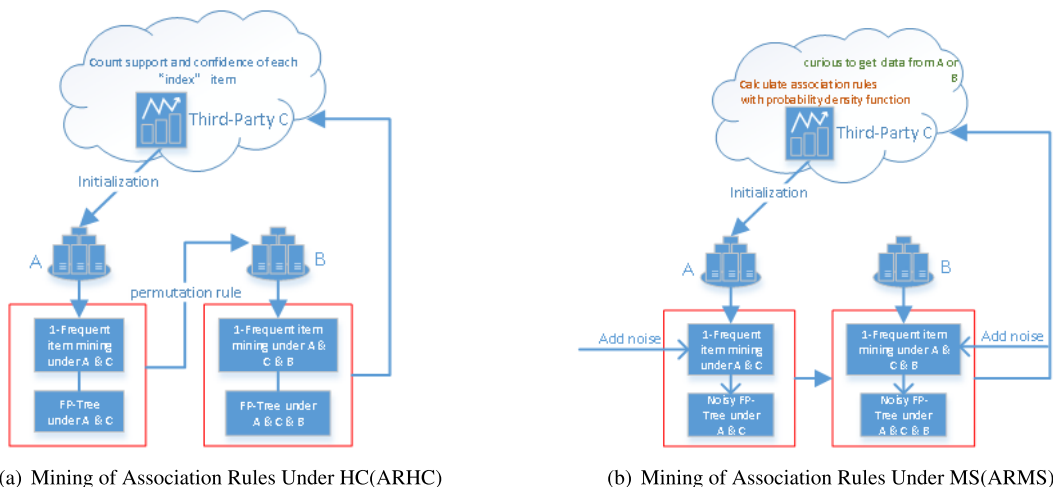 Count support and confidence of each
"index" item
Third-Party C
Initialization
A
B
permutation rule
1-Frequent
item mining
under A & C
FP-Tree
under A & C
1-Frequent item
mining under A &
C & B
FP-Tree under
A & C & B
(a) Mining of Association Rules Under HC(ARHC)
curious to get data from A or
B
Calculate association rules
with probability density function
Third-Party C
Initialization
A
B
Add noise
1-Frequent
item mining
under A & C
Noisy FP-
Tree under
A & C
1-Frequent item
mining under A &
C & B
Noisy FP-
Tree under
A & C & B
Add noise
(b) Mining of Association Rules Under MS(ARMS)